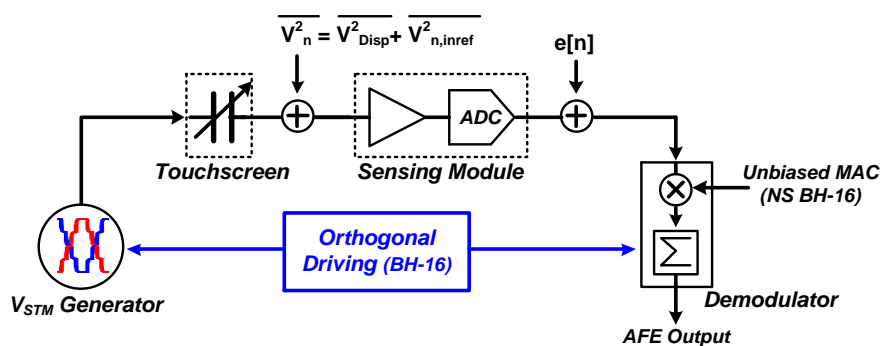 V²n = V²Disp + V²n,inref
e[n]
ADC
Touchscreen
Sensing Module
Unbiased MAC
(NS BH-16)
Orthogonal
Driving (BH-16)
Σ
VSTM Generator
Demodulator
AFE Output